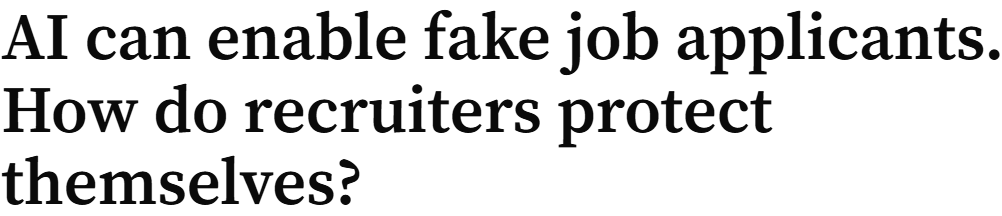 AI can enable fake job applicants.
How do recruiters protect
themselves?